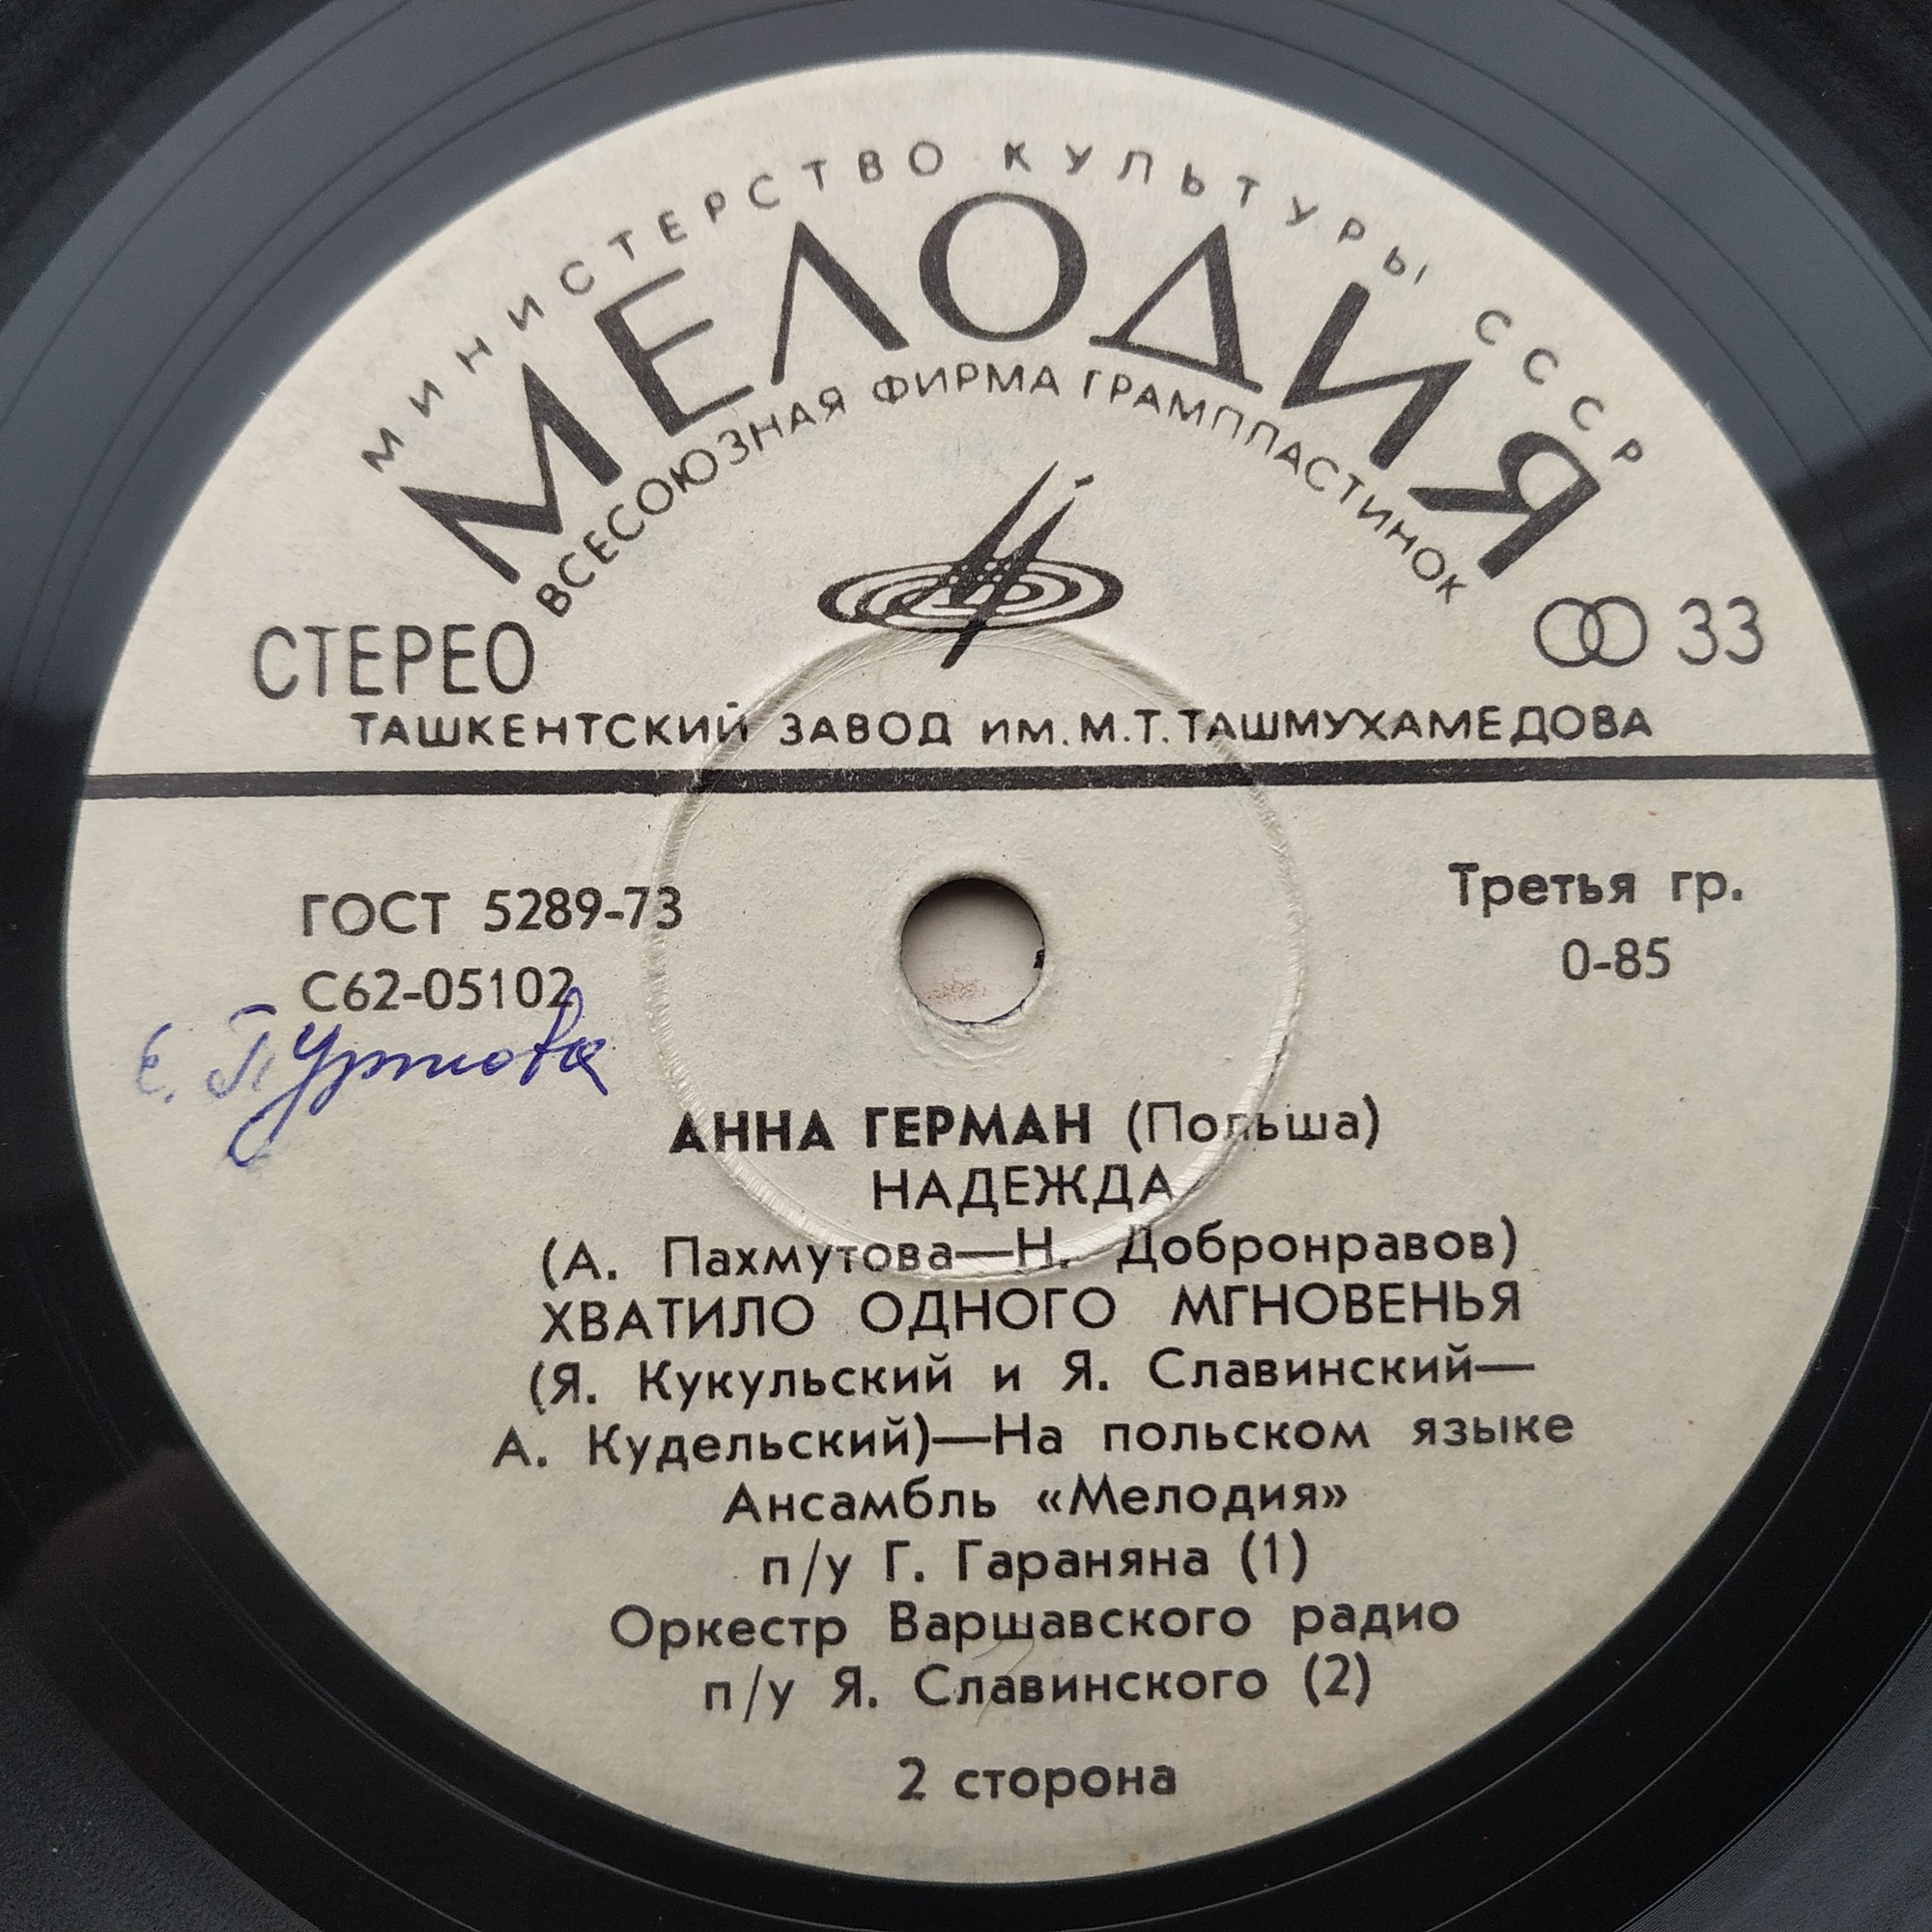 МИНИСТЕРСТВО КУЛЬТУРЫ СССР
МЕЛОДИЯ
ВСЕСОЮЗНАЯ ФИРМА ГРАМПЛАСТИНОК
СТЕРЕО
33
ТАШКЕНТСКИЙ ЗАВОД им. М.Т. ТАШМУХАМЕДОВА
ГОСТ 5289-73
Третья гр.
С62-05102
0-85
Е.
АННА ГЕРМАН (Польша)
НАДЕЖДА
(А. Пахмутова—Н. Добронравов)
ХВАТИЛО ОДНОГО МГНОВЕНЬЯ
(Я. Кукульский и Я. Славинский—
А. Кудельский)—На польском языке
Ансамбль «Мелодия»
п/у Г. Гараняна (1)
Оркестр Варшавского радио
п/у Я. Славинского (2)
2 сторона